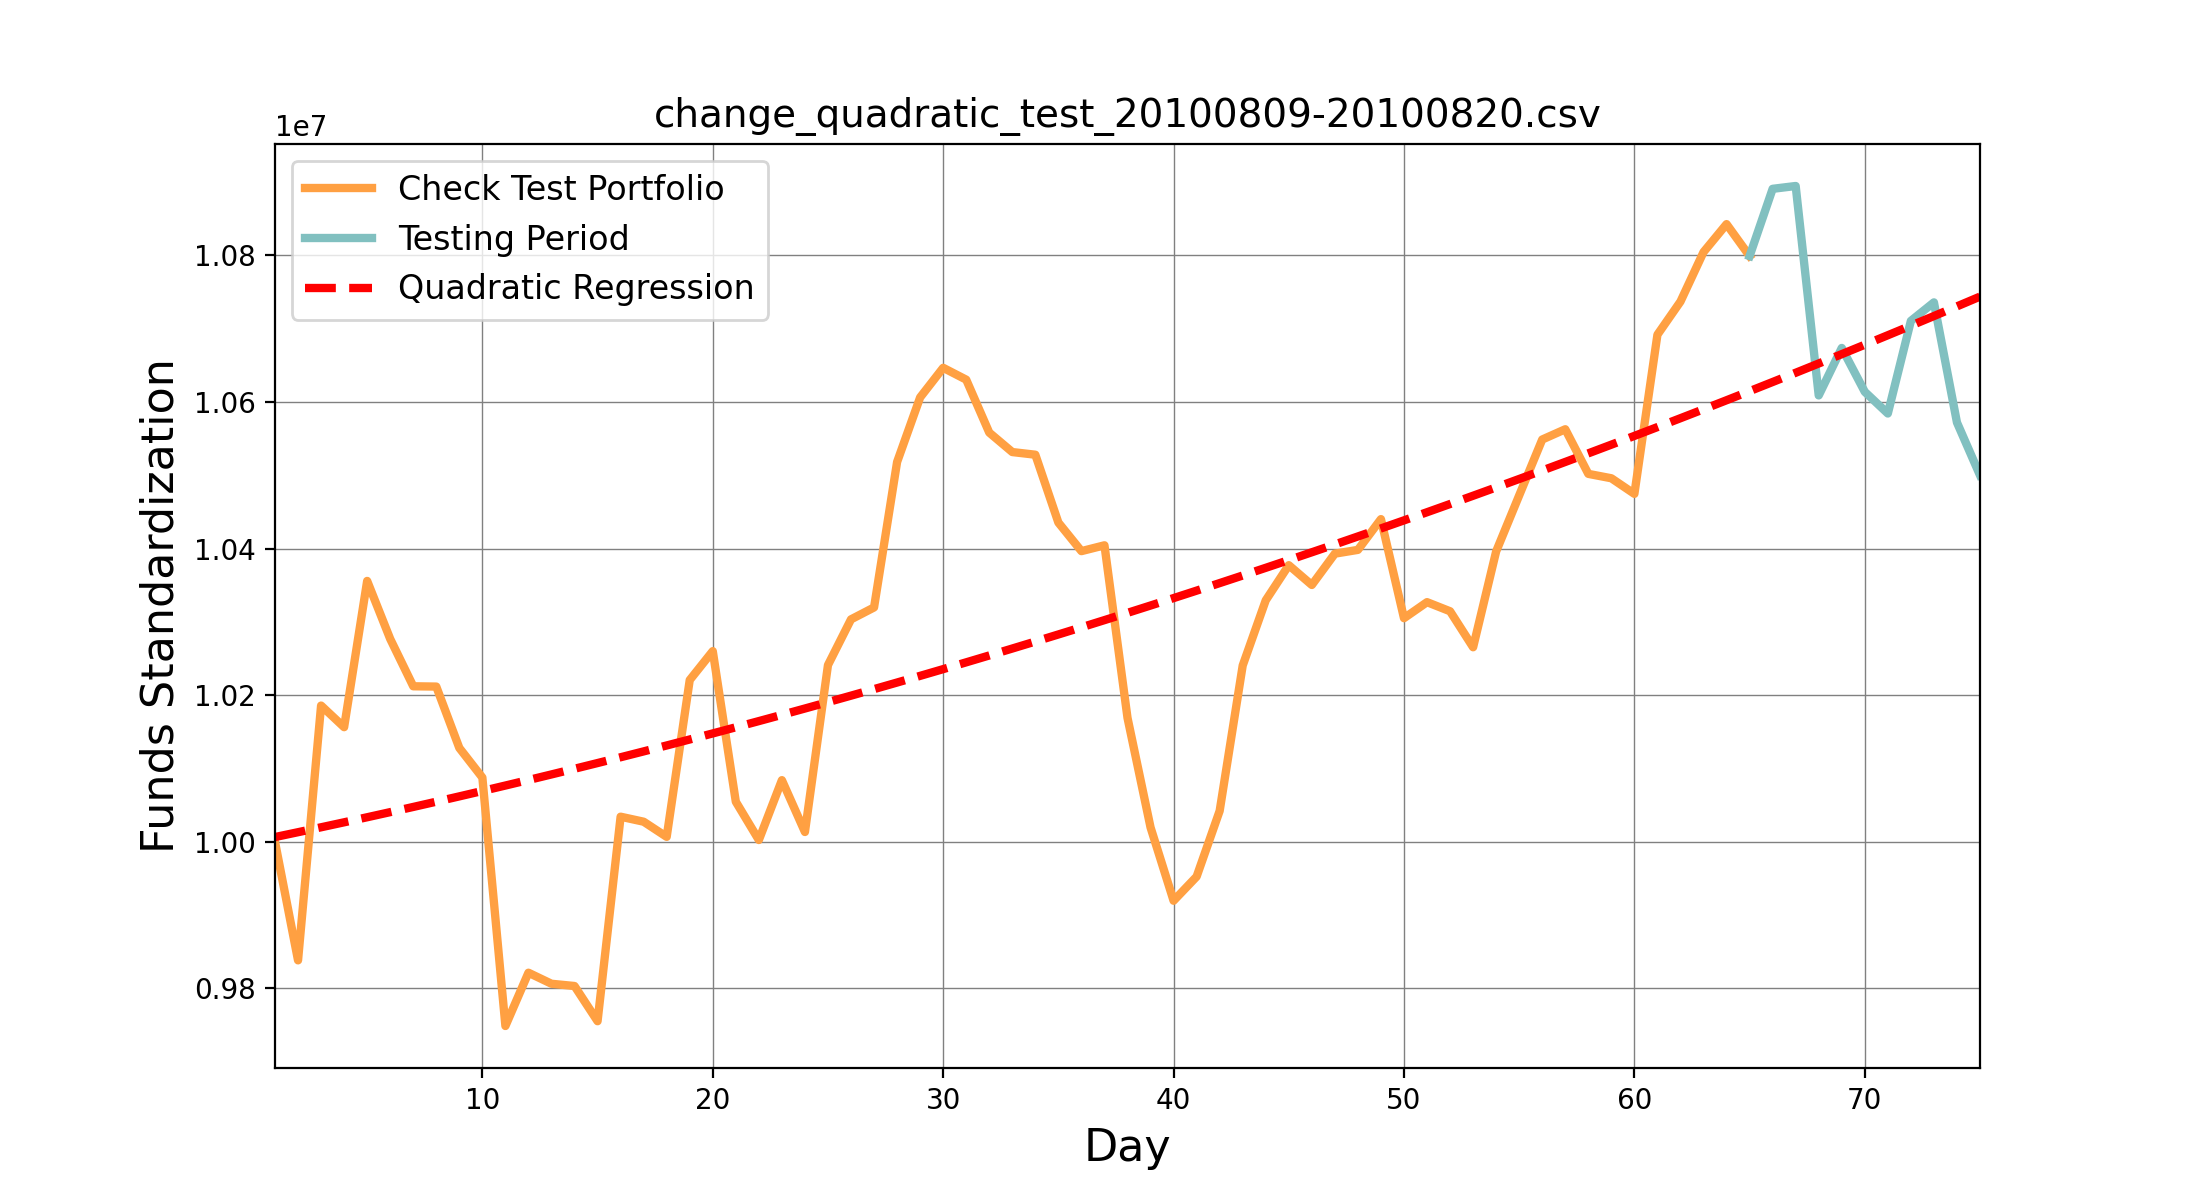 change_quadratic_test_20100809-20100820.csv
1e7
Check Test Portfolio
Testing Period
Quadratic Regression
Funds Standardization
1.08
1.06
1.04
1.02
1.00
0.98
10 20 30 40 50 60 70
Day